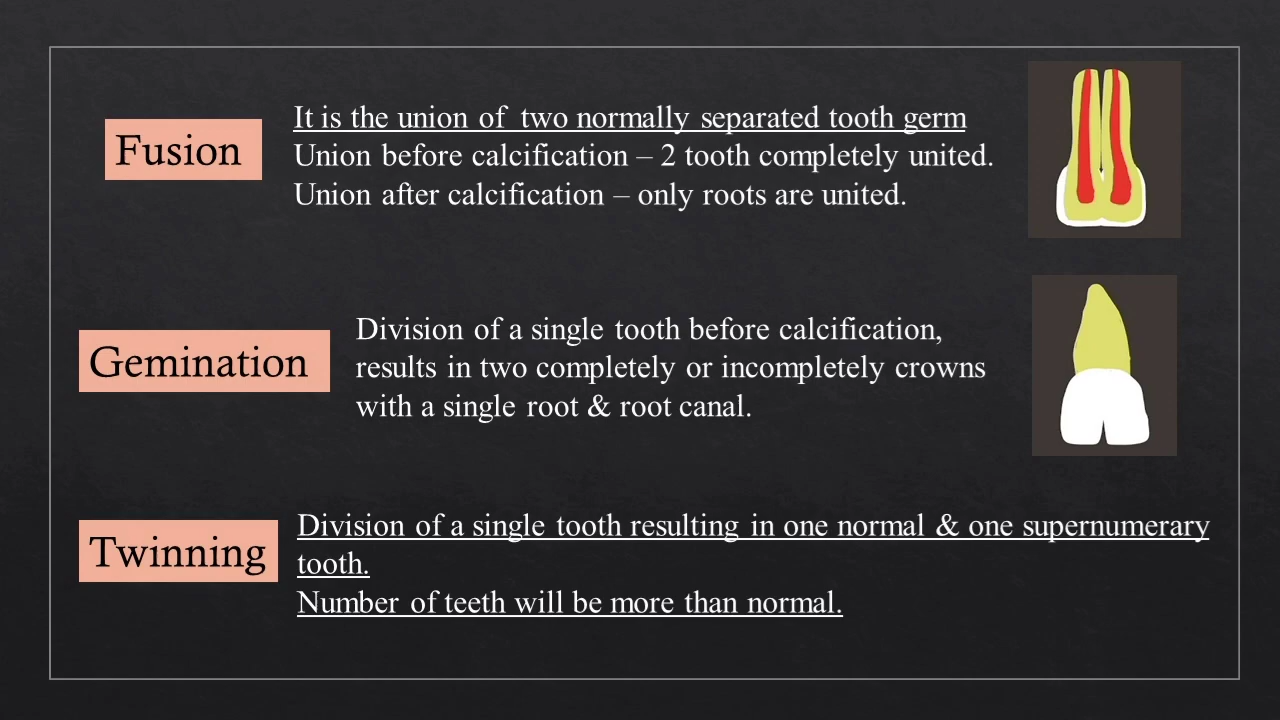 Fusion
It is the union of two normally separated tooth germ
Union before calcification – 2 tooth completely united.
Union after calcification – only roots are united.
Gemination
Division of a single tooth before calcification,
results in two completely or incompletely crowns
with a single root & root canal.
Twinning
Division of a single tooth resulting in one normal & one supernumerary
tooth.
Number of teeth will be more than normal.